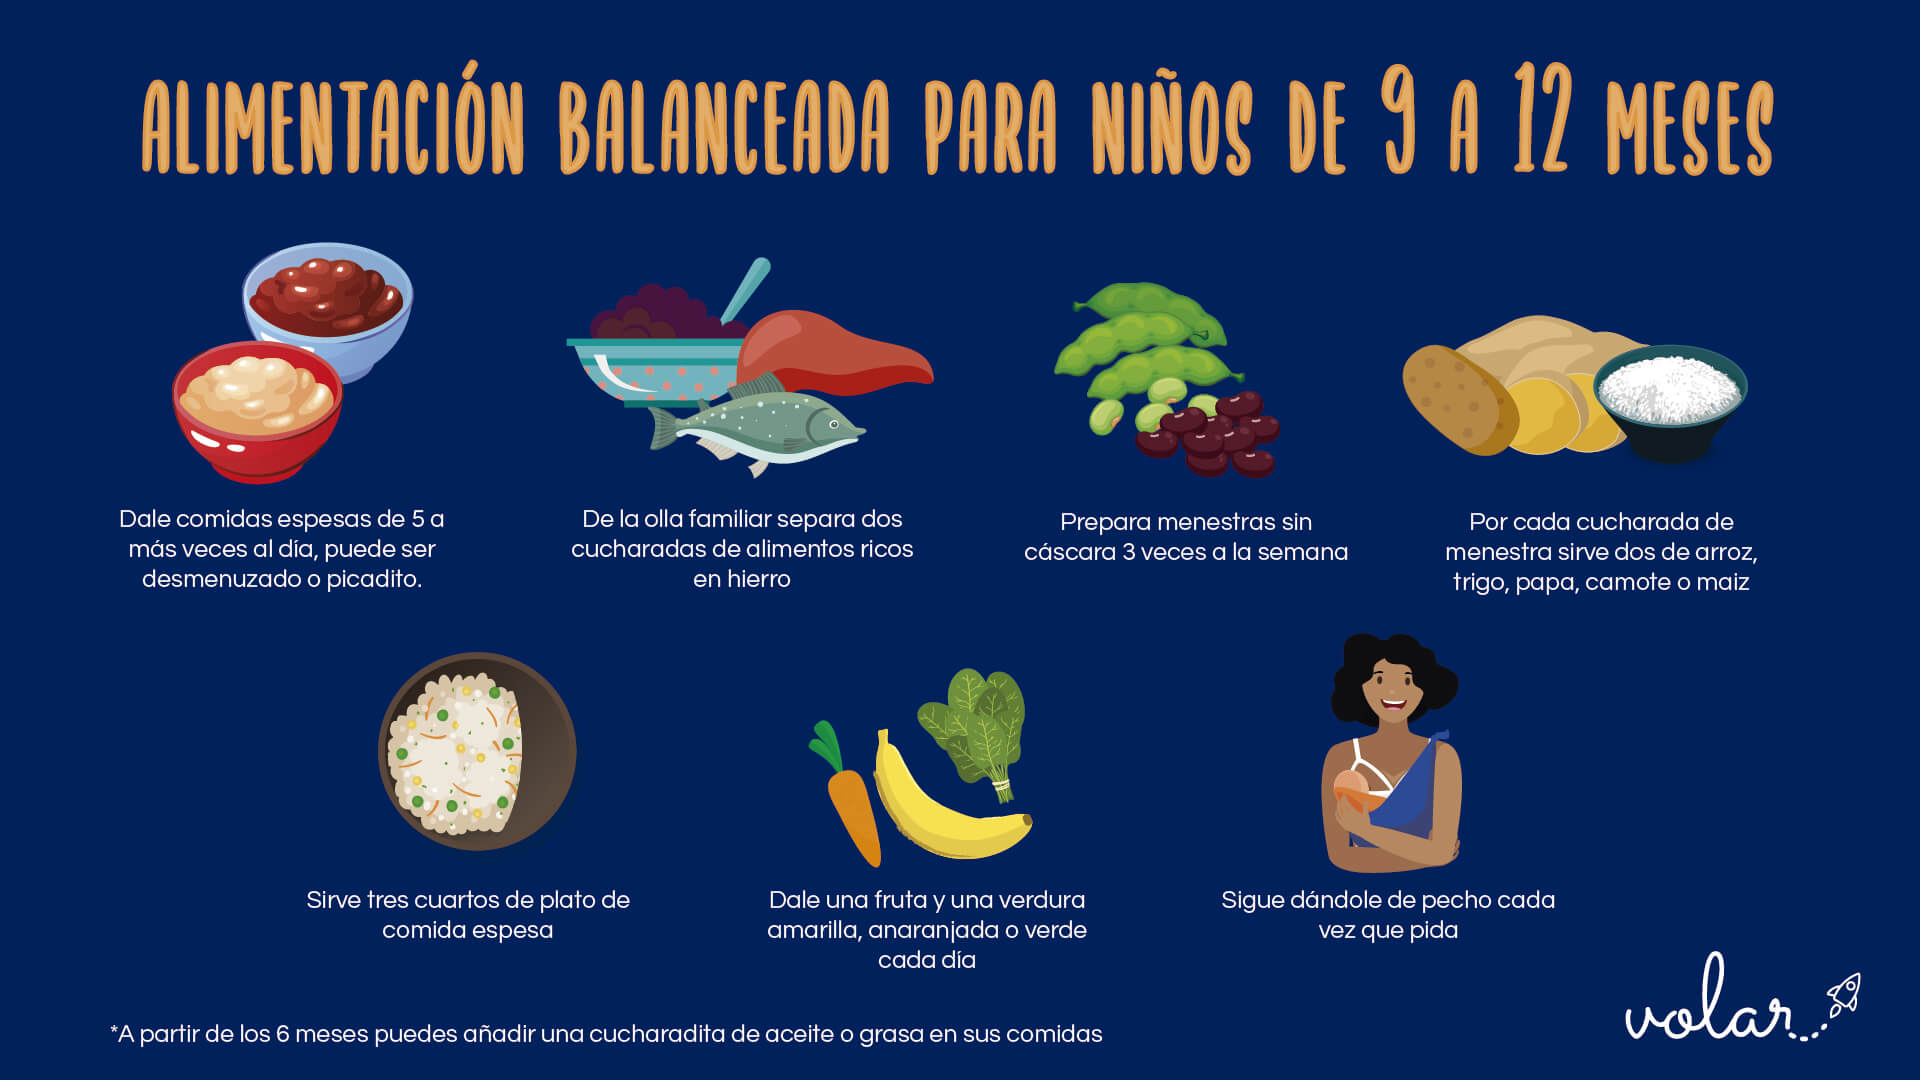 ALIMENTACIÓN BALANCEADA PARA NIÑOS DE 9 A 12 MESES
Dale comidas espesas de 5 a
más veces al día, puede ser
desmenuzado o picadito.
De la olla familiar separa dos
cucharadas de alimentos ricos
en hierro
Prepara menestras sin
cáscara 3 veces a la semana
Por cada cucharada de
menestra sirve dos de arroz,
trigo, papa, camote o maiz
Sirve tres cuartos de plato de
comida espesa
Dale una fruta y una verdura
amarilla, anaranjada o verde
cada día
Sigue dándole de pecho cada
vez que pida
*A partir de los 6 meses puedes añadir una cucharadita de aceite o grasa en sus comidas
volar